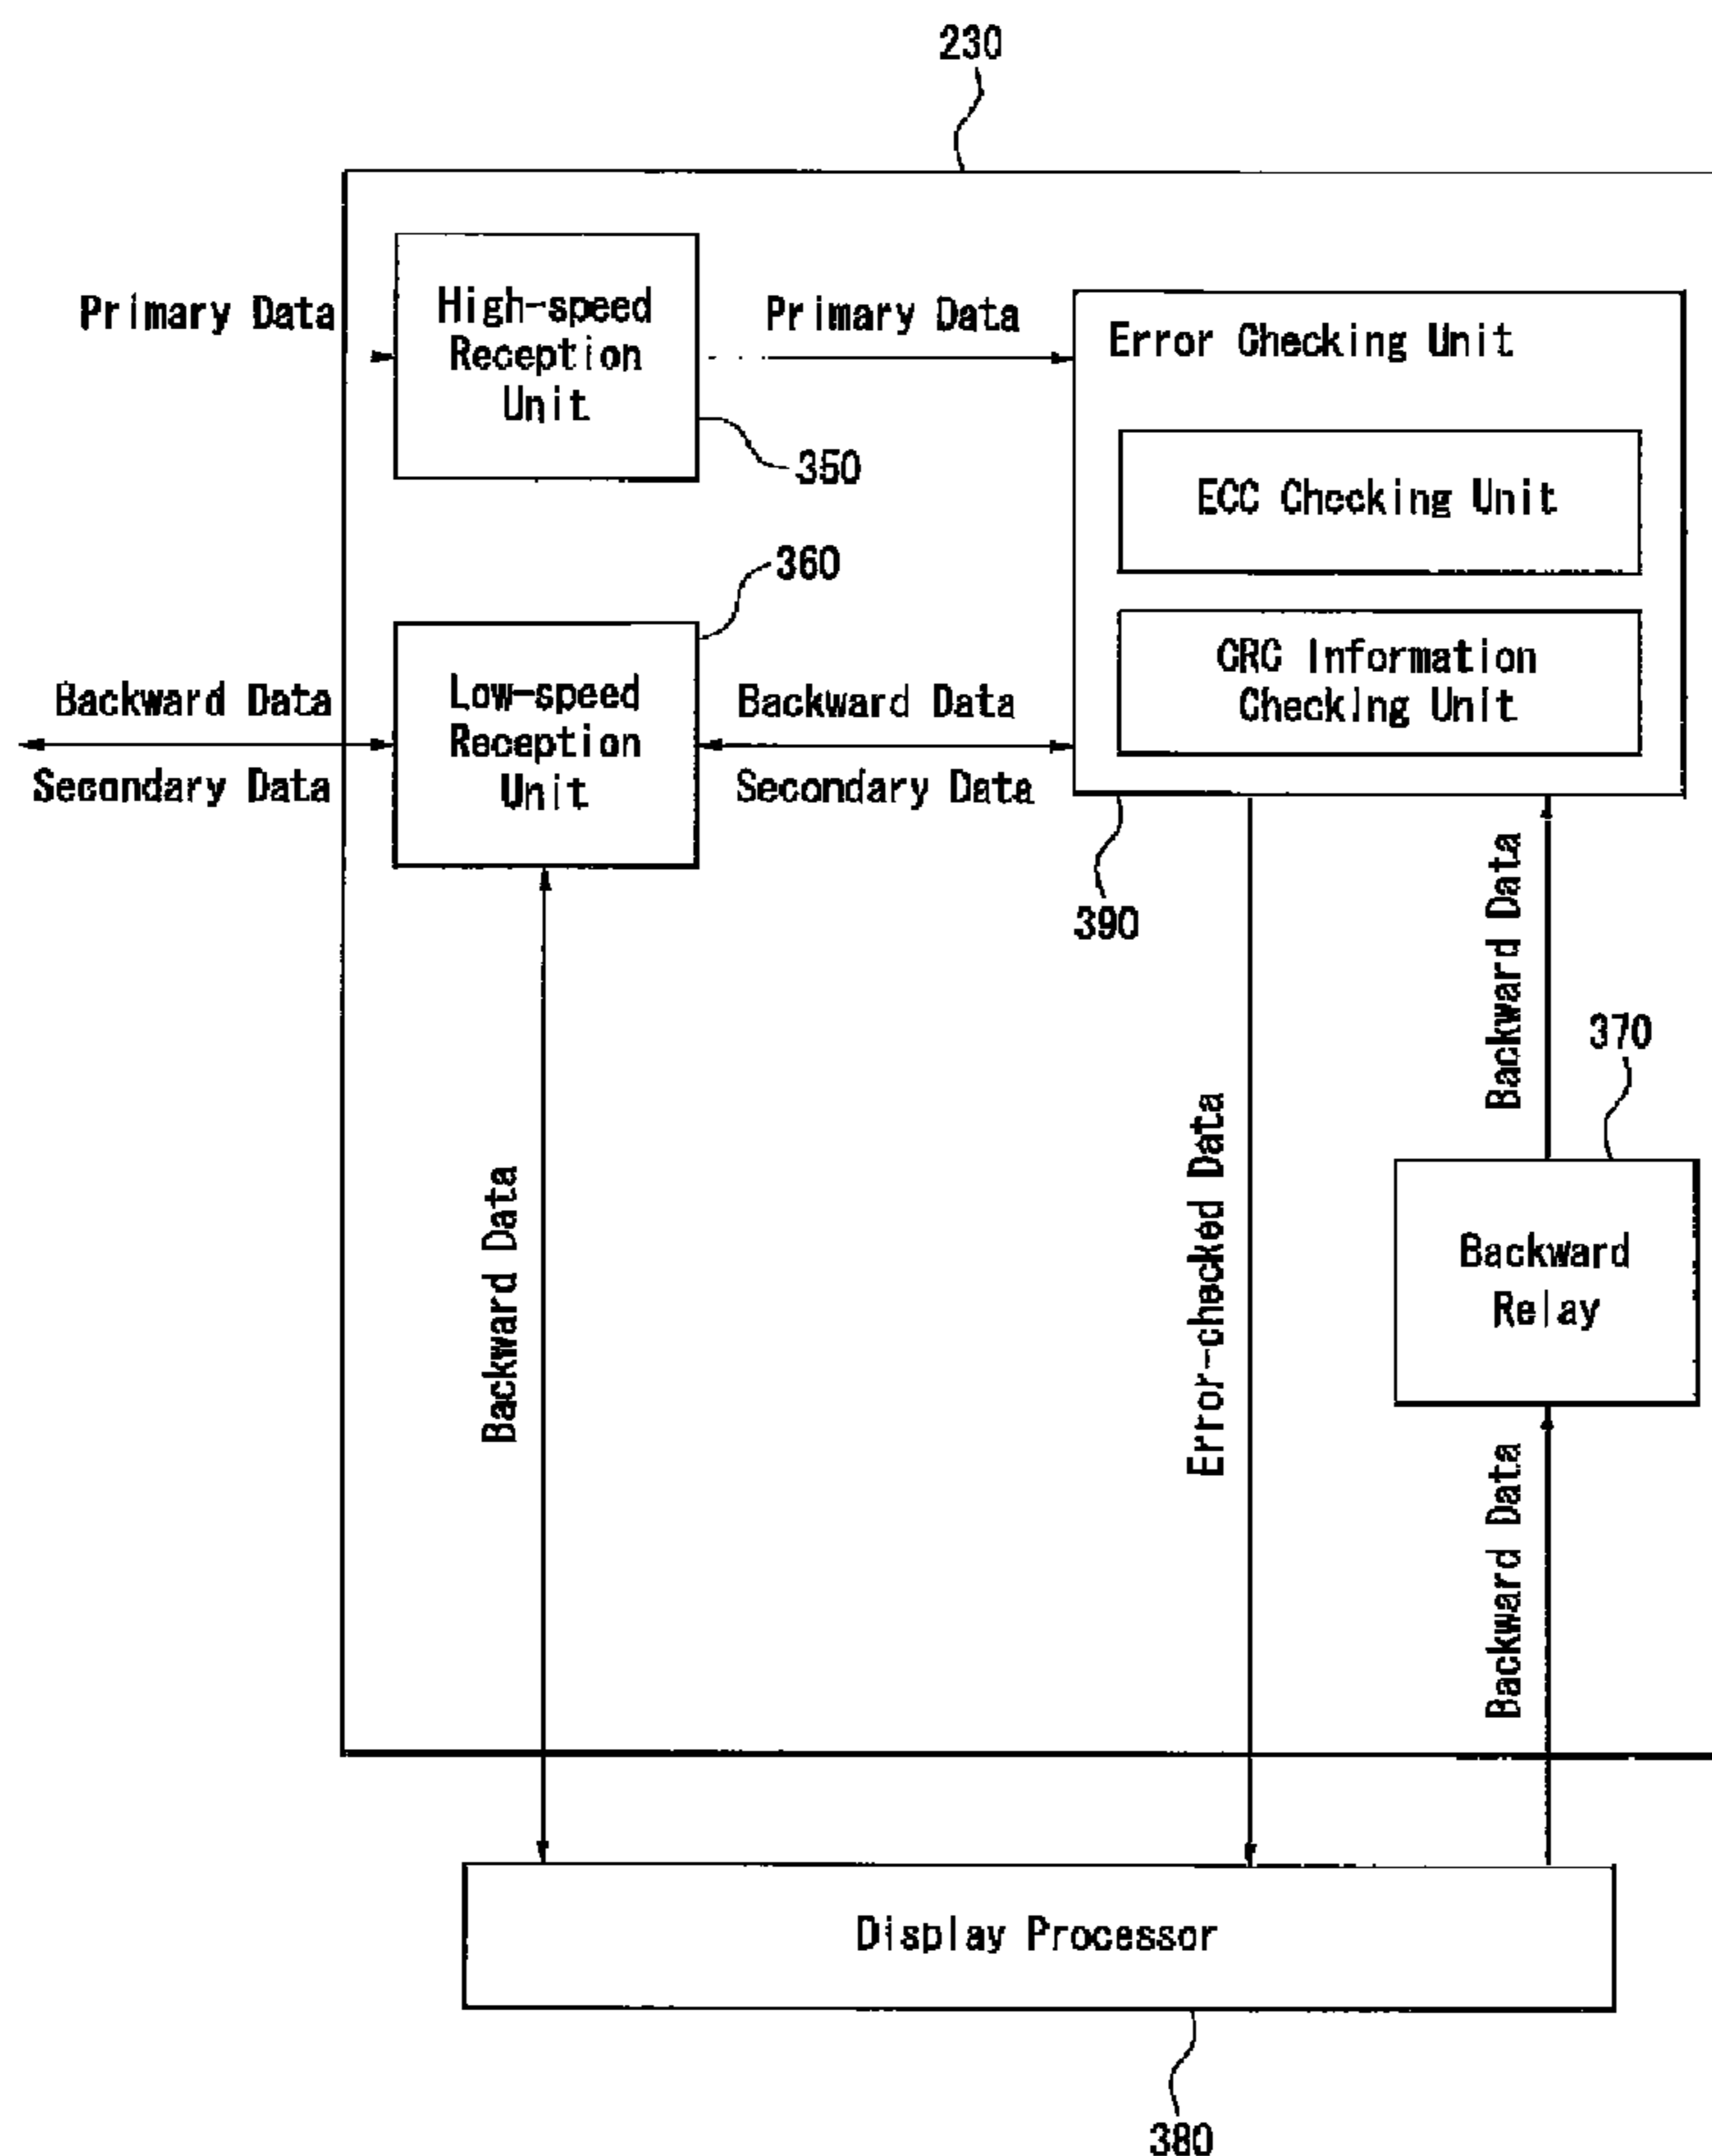 230
Primary Data
High-speed
Reception
Unit
Primary Data
Error Checking Unit
350
ECC Checking Unit
360
CRC Information
Checking Unit
Backward Data
Secondary Data
Low-speed
Reception
Unit
Backward Data
Secondary Data
390
Backward Data
370
Backward Data
Error-checked Data
Backward
Relay
Backward Data
Display Processor
380